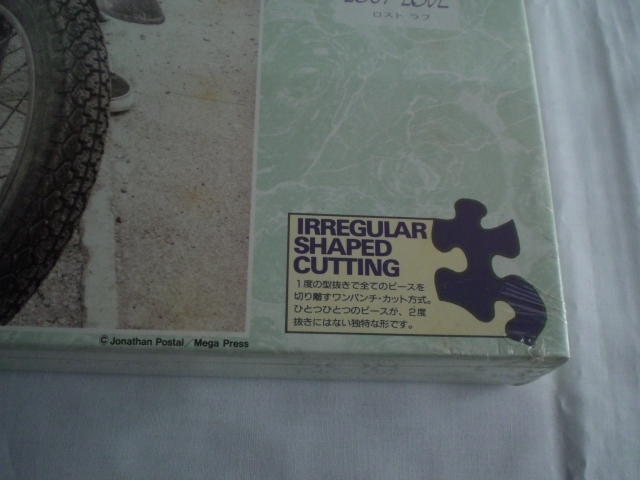 LOST LOVE
ロスト ラブ
IRREGULAR
SHAPED
CUTTING
1度の型抜きで全てのピースを
切り離すワンパンチ・カット方式。
ひとつひとつのピースが、2度
抜きにはない独特な形です。
© Jonathan Postal／Mega Press